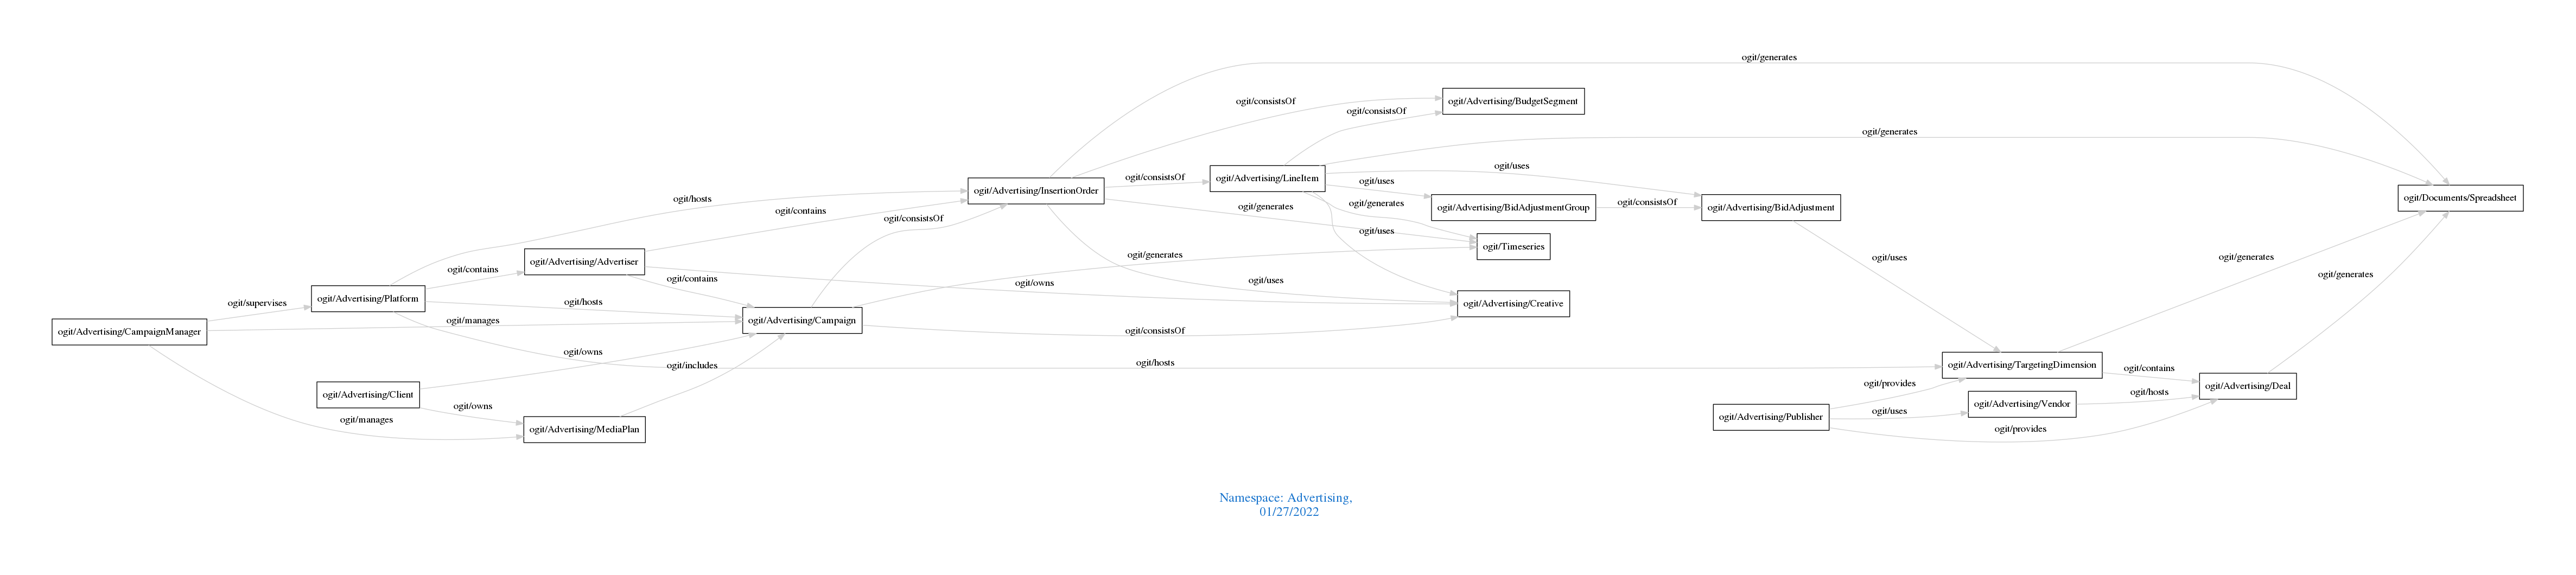 ogit/generates
ogit/consistsOf
ogit/Advertising/BudgetSegment
ogit/consistsOf
ogit/generates
ogit/uses
ogit/Advertising/InsertionOrder
ogit/consistsOf
ogit/Advertising/LineItem
ogit/uses
ogit/hosts
ogit/generates
ogit/generates
ogit/Advertising/BidAdjustmentGroup
ogit/consistsOf
ogit/Advertising/BidAdjustment
ogit/Documents/Spreadsheet
ogit/contains
ogit/consistsOf
ogit/uses
ogit/Timeseries
ogit/Advertising/Advertiser
ogit/generates
ogit/uses
ogit/generates
ogit/contains
ogit/contains
ogit/owns
ogit/uses
ogit/generates
ogit/Advertising/Platform
ogit/supervises
ogit/hosts
ogit/Advertising/Creative
ogit/Advertising/CampaignManager
ogit/manages
ogit/Advertising/Campaign
ogit/consistsOf
ogit/owns
ogit/includes
ogit/hosts
ogit/Advertising/TargetingDimension
ogit/contains
ogit/Advertising/Client
ogit/provides
ogit/Advertising/Deal
ogit/owns
ogit/hosts
ogit/manages
ogit/Advertising/MediaPlan
ogit/Advertising/Publisher
ogit/uses
ogit/Advertising/Vendor
ogit/provides
Namespace: Advertising,
01/27/2022